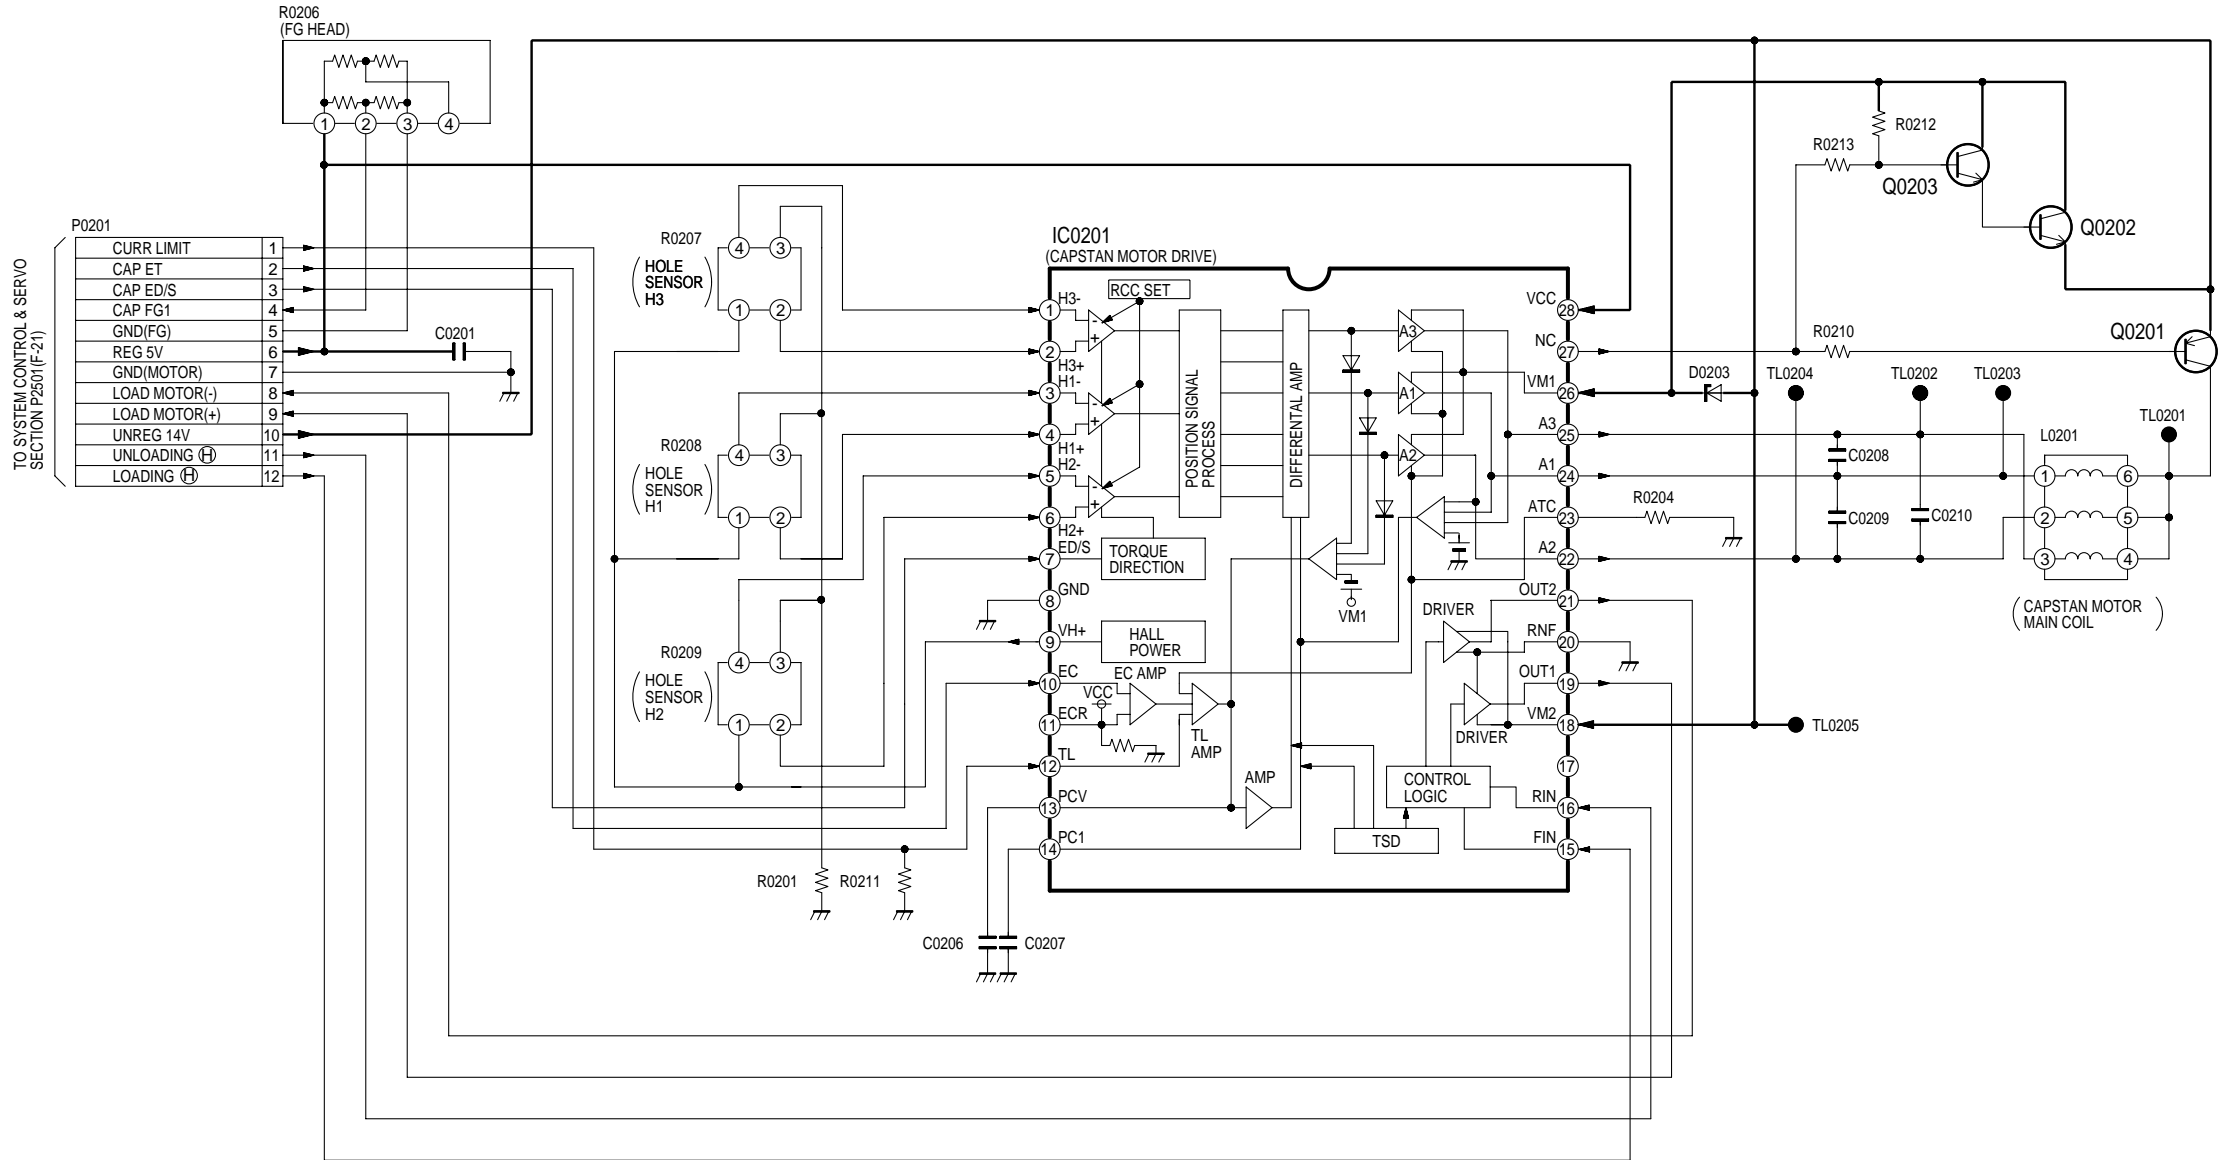 R0206
(FG HEAD)
1 2 3 4
P0201
TO SYSTEM CONTROL & SERVO
SECTION P2501(F-21)
CURR LIMIT 1
CAP ET 2
CAP ED/S 3
CAP FG1 4
GND(FG) 5
REG 5V 6
GND(MOTOR) 7
LOAD MOTOR(-) 8
LOAD MOTOR(+) 9
UNREG 14V 10
UNLOADING H 11
LOADING H 12
C0201
R0207
(HOLE
SENSOR
H3)
4 3
1 2
R0208
(HOLE
SENSOR
H1)
4 3
1 2
R0209
(HOLE
SENSOR
H2)
4 3
1 2
R0201
R0211
C0206
C0207
IC0201
(CAPSTAN MOTOR DRIVE)
1 H3-
2 H3+
3 H1-
4 H1+
5 H2-
6 H2+
7 ED/S
8 GND
9 VH+
10 EC
11 ECR
12 TL
13 PCV
14 PC1
RCC SET
- +
- +
- +
POSITION SIGNAL
PROCESS
DIFFERENTIAL AMP
TORQUE
DIRECTION
HALL
POWER
EC AMP
VCC
TL
AMP
AMP
VM1
A3
A1
A2
DRIVER
DRIVER
CONTROL
LOGIC
TSD
VCC 28
NC 27
VM1 26
A3 25
A1 24
ATC 23
A2 22
OUT2 21
RNF 20
OUT1 19
VM2 18
17
RIN 16
FIN 15
R0212
R0213
Q0203
Q0202
R0210
Q0201
D0203
TL0204
TL0202
TL0203
TL0201
C0208
C0209
C0210
R0204
L0201
1 6
2 5
3 4
(CAPSTAN MOTOR
MAIN COIL)
TL0205